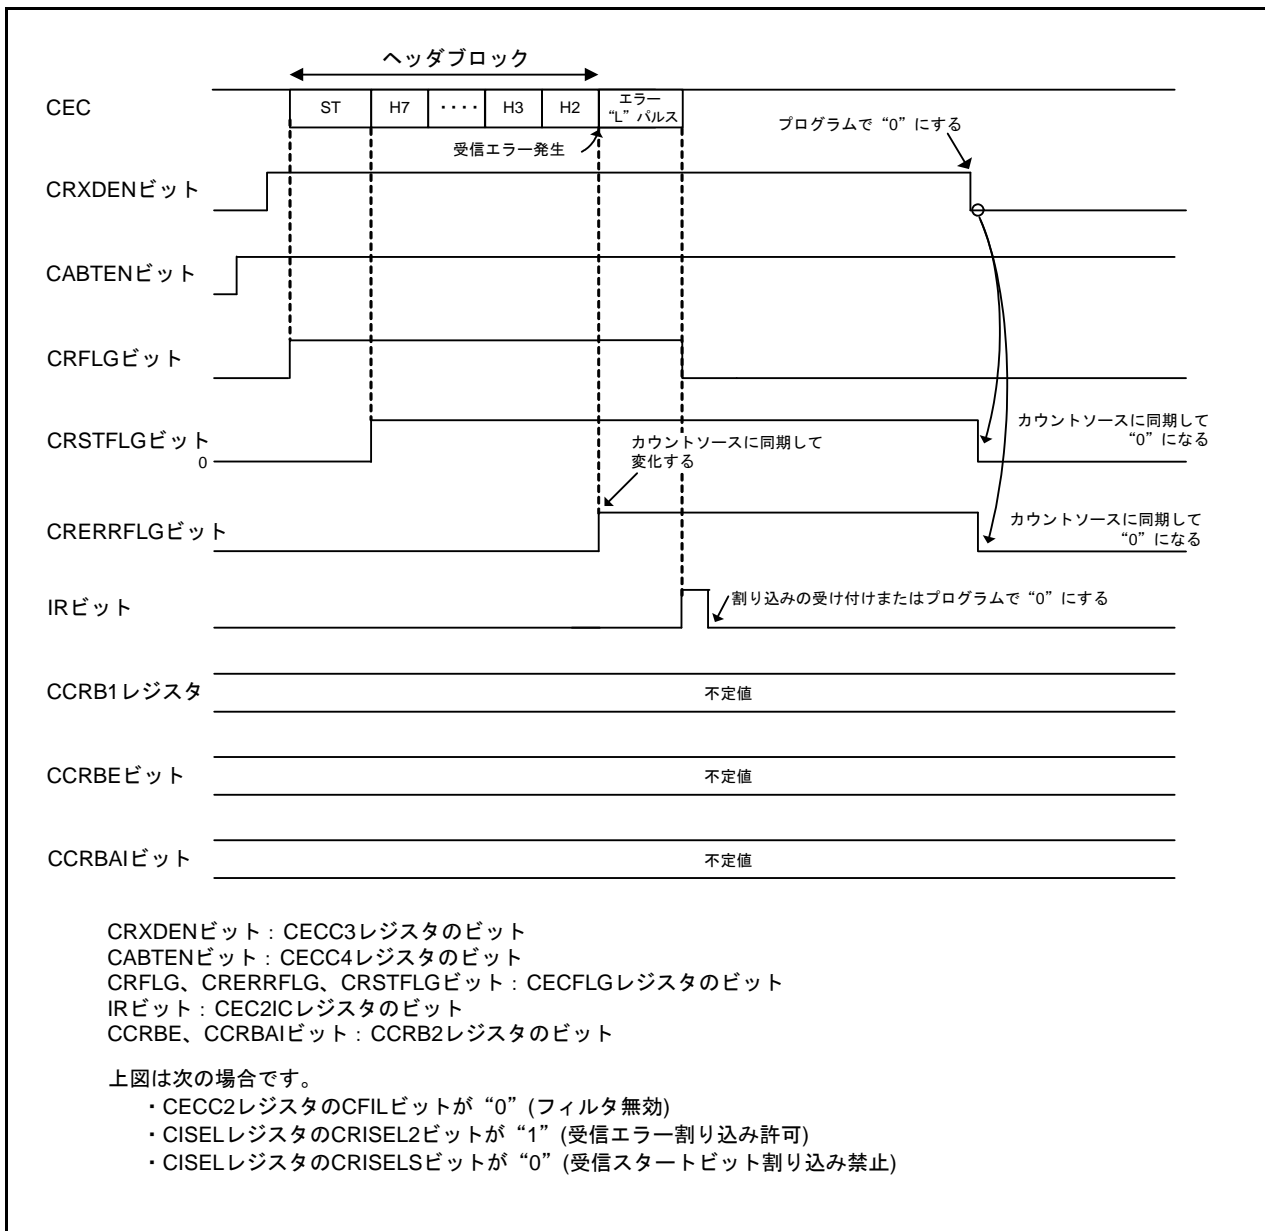 ヘッダブロック
CEC
ST
H7
‥‥
H3
H2
エラー
“L”パルス
受信エラー発生
プログラムで“0”にする
CRXDENビット
CABTENビット
CRFLGビット
CRSTFLGビット
0
カウントソースに同期して
“0”になる
カウントソースに同期して
変化する
CRERRFLGビット
カウントソースに同期して
“0”になる
IRビット
割り込みの受け付けまたはプログラムで“0”にする
CCRB1レジスタ
不定値
CCRBEビット
不定値
CCRBAIビット
不定値
CRXDENビット：CECC3レジスタのビット
CABTENビット：CECC4レジスタのビット
CRFLG、CRERRFLG、CRSTFLGビット：CECFLGレジスタのビット
IRビット：CEC2ICレジスタのビット
CCRBE、CCRBAIビット：CCRB2レジスタのビット
上図は次の場合です。
・CECC2レジスタのCFILビットが“0”(フィルタ無効)
・CISELレジスタのCRISEL2ビットが“1”(受信エラー割り込み許可)
・CISELレジスタのCRISELSビットが“0”(受信スタートビット割り込み禁止)